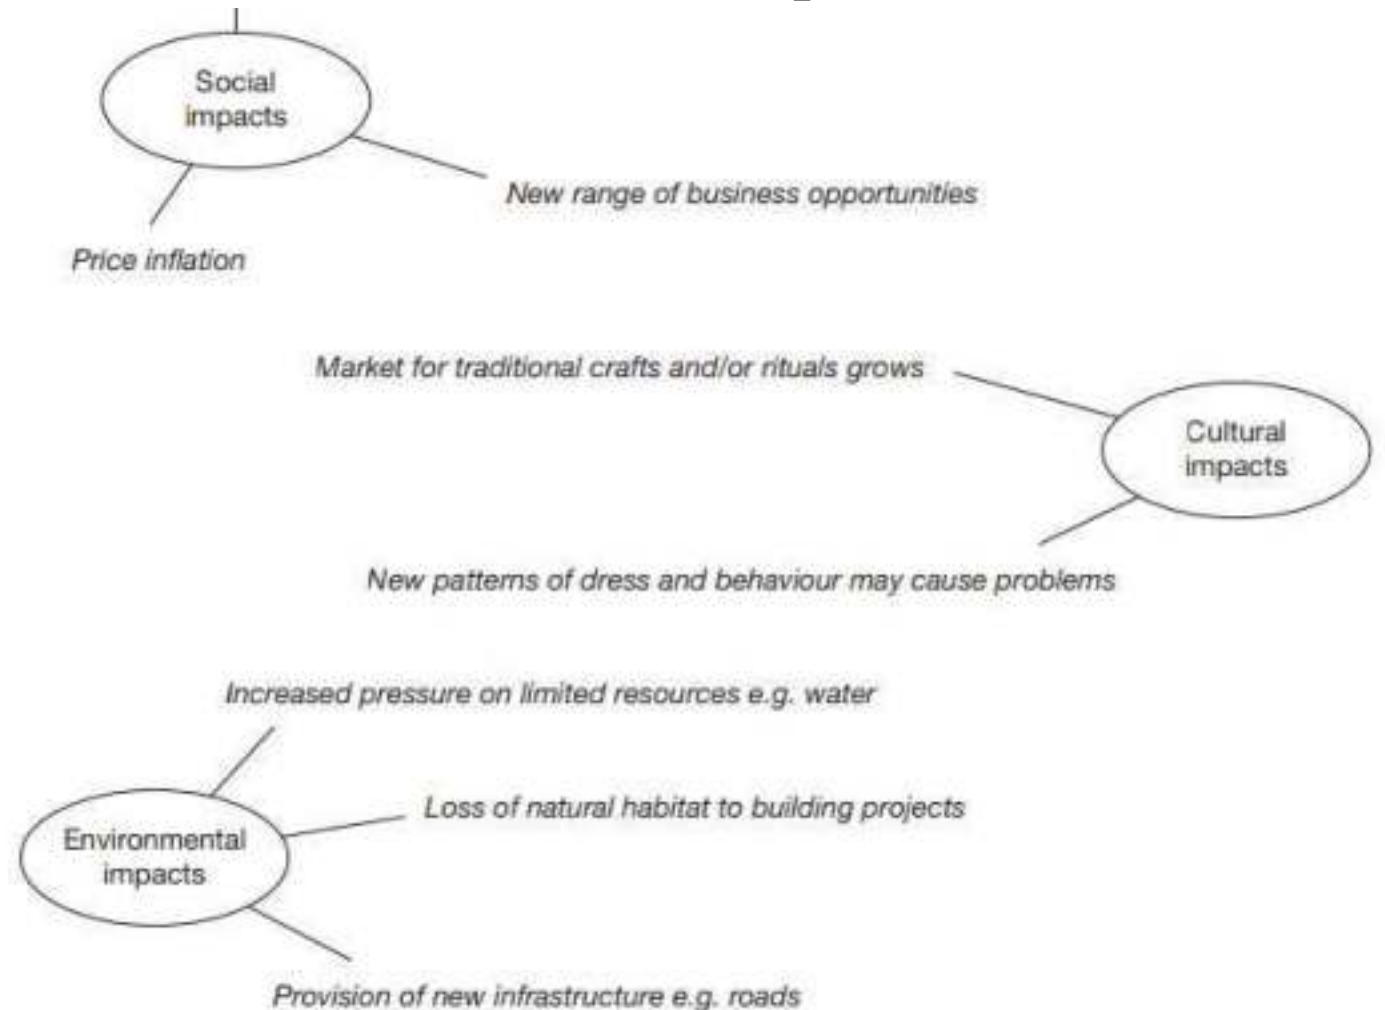 Social
impacts
New range of business opportunities
Price inflation
Market for traditional crafts and/or rituals grows
Cultural
impacts
New patterns of dress and behaviour may cause problems
Increased pressure on limited resources e.g. water
Loss of natural habitat to building projects
Environmental
impacts
Provision of new infrastructure e.g. roads